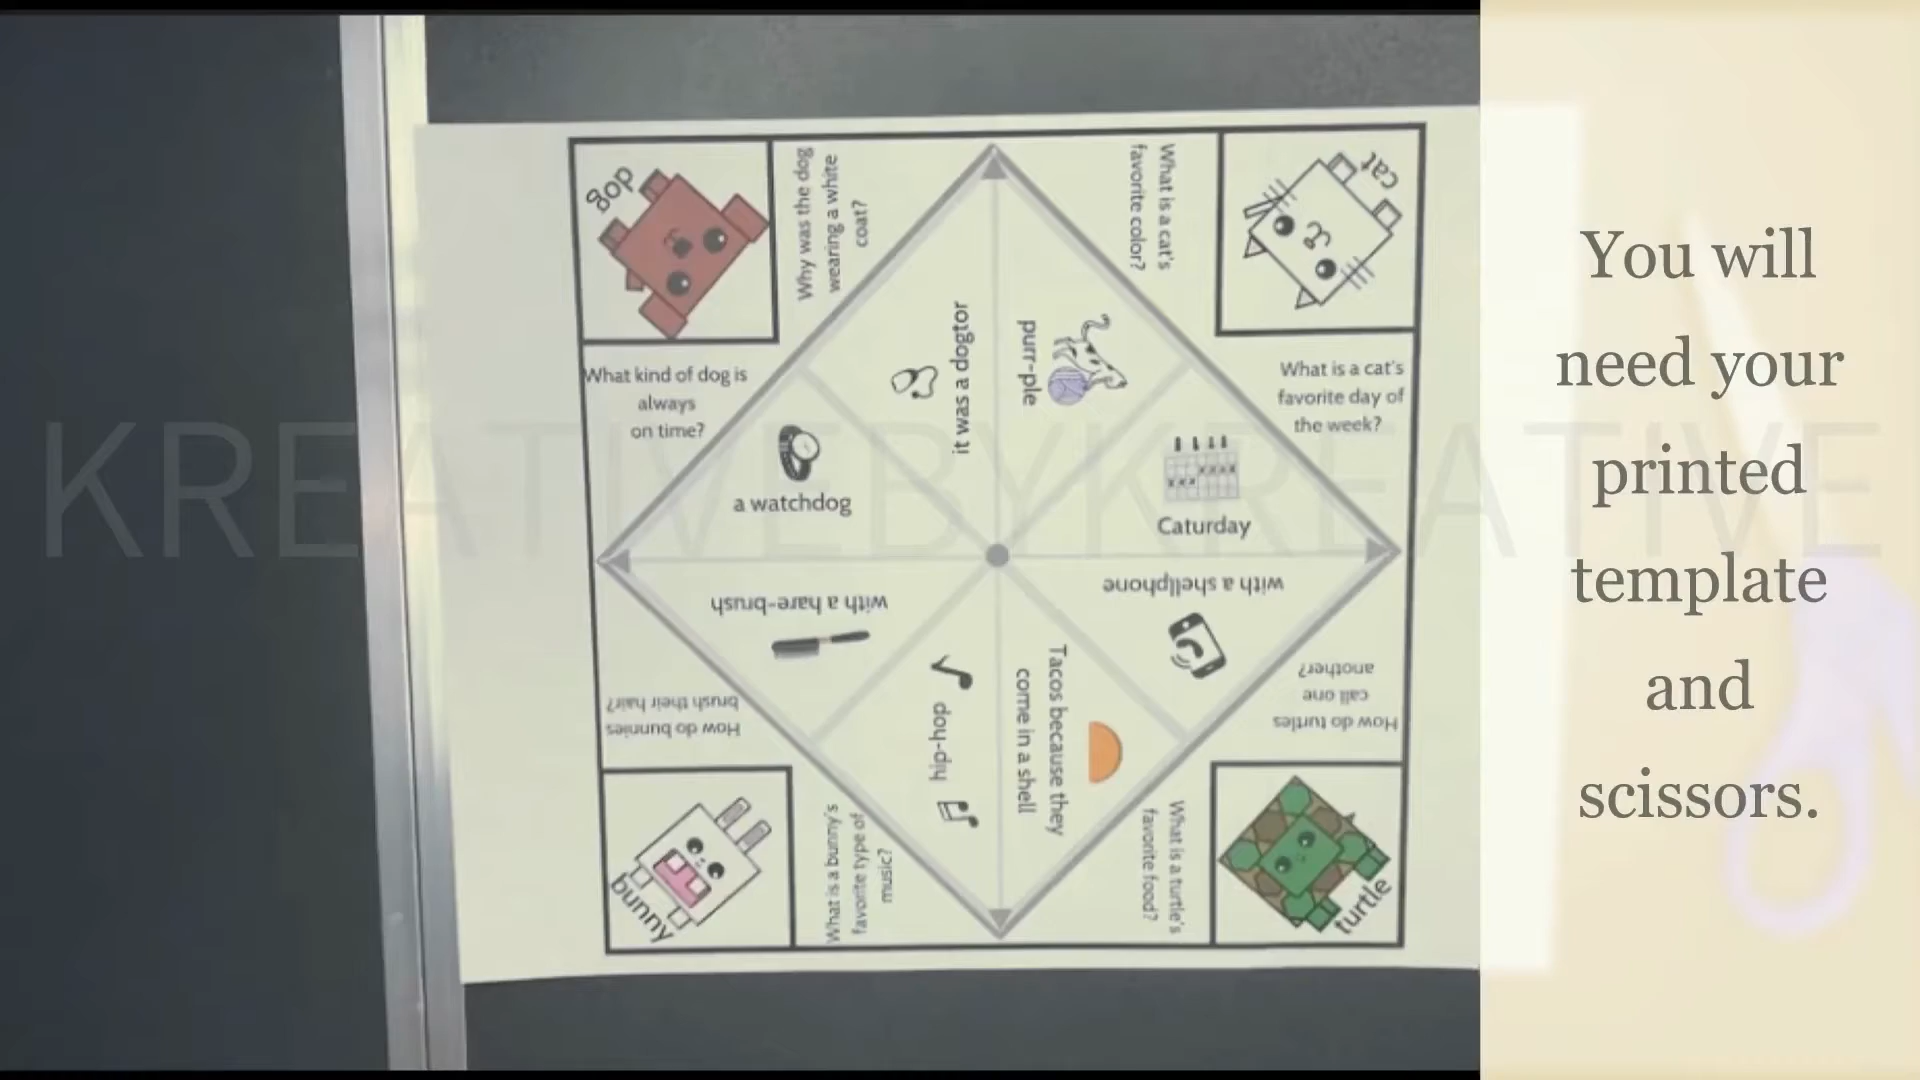 dog
Why was the dog
wearing a white
coat?
What is a cat's
favorite color?
cat
What kind of dog is
always
on time?
it was a dogtor
purr-ple
What is a cat's
favorite day of
the week?
a watchdog
Caturday
with a hare-brush
with a shellphone
How do bunnies
brush their hair?
hip-hop
Tacos because they
come in a shell
How do turtles
call one
another?
bunny
What is a bunny's
favorite type of
music?
What is a turtle's
favorite food?
turtle
You will
need your
printed
template
and
scissors.
KREATIVEBYKREATIVE